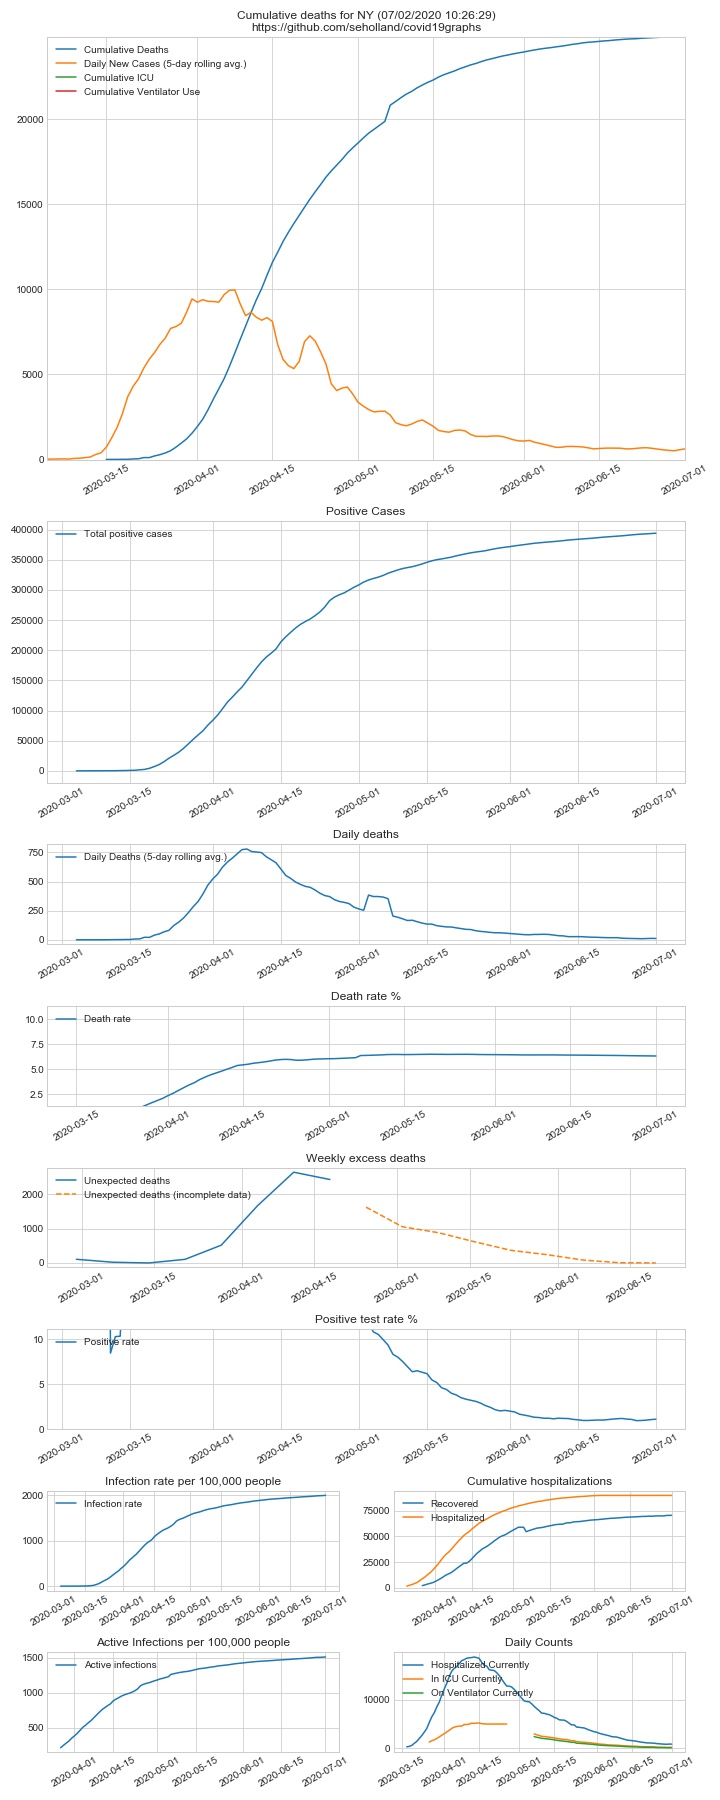 Cumulative deaths for NY (07/02/2020 10:26:29)
https://github.com/seholland/covid19graphs
Cumulative Deaths
Daily New Cases (5-day rolling avg.)
Cumulative ICU
Cumulative Ventilator Use
20000
15000
10000
5000
0
2020-03-15 2020-04-01 2020-04-15 2020-05-01 2020-05-15 2020-06-01 2020-06-15 2020-07-01
Positive Cases
Total positive cases
400000
350000
300000
250000
200000
150000
100000
50000
0
2020-03-01 2020-03-15 2020-04-01 2020-04-15 2020-05-01 2020-05-15 2020-06-01 2020-06-15 2020-07-01
Daily deaths
Daily Deaths (5-day rolling avg.)
750
500
250
0
2020-03-01 2020-03-15 2020-04-01 2020-04-15 2020-05-01 2020-05-15 2020-06-01 2020-06-15 2020-07-01
Death rate %
Death rate
10.0
7.5
5.0
2.5
2020-03-15 2020-04-01 2020-04-15 2020-05-01 2020-05-15 2020-06-01 2020-06-15 2020-07-01
Weekly excess deaths
Unexpected deaths
Unexpected deaths (incomplete data)
2000
1000
0
2020-03-01 2020-03-15 2020-04-01 2020-04-15 2020-05-01 2020-05-15 2020-06-01 2020-06-15
Positive test rate %
Positive rate
10
5
0
2020-03-01 2020-03-15 2020-04-01 2020-04-15 2020-05-01 2020-05-15 2020-06-01 2020-06-15 2020-07-01
Infection rate per 100,000 people
Infection rate
2000
1000
0
2020-03-01 2020-03-15 2020-04-01 2020-04-15 2020-05-01 2020-05-15 2020-06-01 2020-06-15 2020-07-01
Cumulative hospitalizations
Recovered
Hospitalized
75000
50000
25000
0
2020-04-01 2020-04-15 2020-05-01 2020-05-15 2020-06-01 2020-06-15 2020-07-01
Active Infections per 100,000 people
Active infections
1500
1000
500
2020-04-01 2020-04-15 2020-05-01 2020-05-15 2020-06-01 2020-06-15 2020-07-01
Daily Counts
Hospitalized Currently
In ICU Currently
On Ventilator Currently
10000
0
2020-03-15 2020-04-01 2020-04-15 2020-05-01 2020-05-15 2020-06-01 2020-06-15 2020-07-01